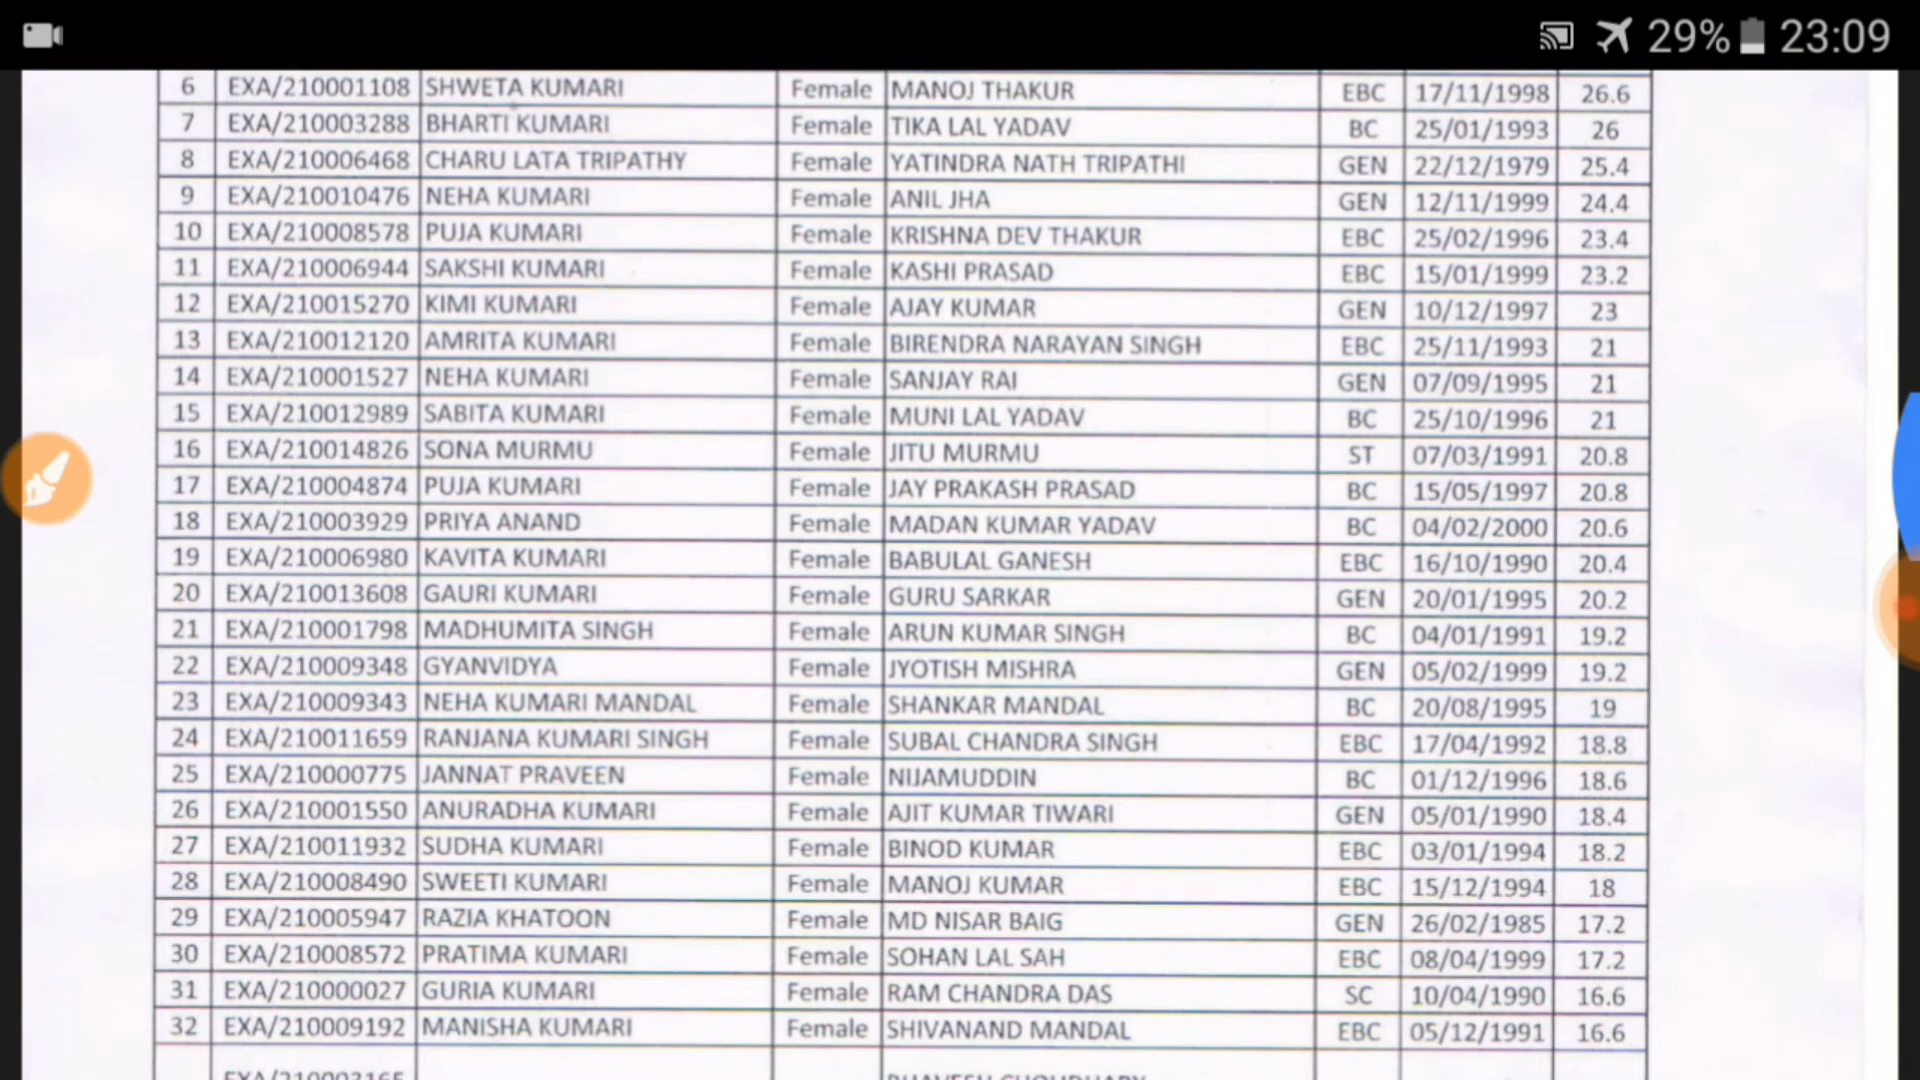 29% 23:09
6 EXA/210001108 SHWETA KUMARI Female MANOJ THAKUR EBC 17/11/1998 26.6
7 EXA/210003288 BHARTI KUMARI Female TIKA LAL YADAV BC 25/01/1993 26
8 EXA/210006468 CHARU LATA TRIPATHY Female YATINDRA NATH TRIPATHI GEN 22/12/1979 25.4
9 EXA/210010476 NEHA KUMARI Female ANIL JHA GEN 12/11/1999 24.4
10 EXA/210008578 PUJA KUMARI Female KRISHNA DEV THAKUR EBC 25/02/1996 23.4
11 EXA/210006944 SAKSHI KUMARI Female KASHI PRASAD EBC 15/01/1999 23.2
12 EXA/210015270 KIMI KUMARI Female AJAY KUMAR GEN 10/12/1997 23
13 EXA/210012120 AMRITA KUMARI Female BIRENDRA NARAYAN SINGH EBC 25/11/1993 21
14 EXA/210001527 NEHA KUMARI Female SANJAY RAI GEN 07/09/1995 21
15 EXA/210012989 SABITA KUMARI Female MUNI LAL YADAV BC 25/10/1996 21
16 EXA/210014826 SONA MURMU Female JITU MURMU ST 07/03/1991 20.8
17 EXA/210004874 PUJA KUMARI Female JAY PRAKASH PRASAD BC 15/05/1997 20.8
18 EXA/210003929 PRIYA ANAND Female MADAN KUMAR YADAV BC 04/02/2000 20.6
19 EXA/210006980 KAVITA KUMARI Female BABULAL GANESH EBC 16/10/1990 20.4
20 EXA/210013608 GAURI KUMARI Female GURU SARKAR GEN 20/01/1995 20.2
21 EXA/210001798 MADHUMITA SINGH Female ARUN KUMAR SINGH BC 04/01/1991 19.2
22 EXA/210009348 GYANVIDYA Female JYOTISH MISHRA GEN 05/02/1999 19.2
23 EXA/210009343 NEHA KUMARI MANDAL Female SHANKAR MANDAL BC 20/08/1995 19
24 EXA/210011659 RANJANA KUMARI SINGH Female SUBAL CHANDRA SINGH EBC 17/04/1992 18.8
25 EXA/210000775 JANNAT PRAVEEN Female NIJAMUDDIN BC 01/12/1996 18.6
26 EXA/210001550 ANURADHA KUMARI Female AJIT KUMAR TIWARI GEN 05/01/1990 18.4
27 EXA/210011932 SUDHA KUMARI Female BINOD KUMAR EBC 03/01/1994 18.2
28 EXA/210008490 SWEETI KUMARI Female MANOJ KUMAR EBC 15/12/1994 18
29 EXA/210005947 RAZIA KHATOON Female MD NISAR BAIG GEN 26/02/1985 17.2
30 EXA/210008572 PRATIMA KUMARI Female SOHAN LAL SAH EBC 08/04/1999 17.2
31 EXA/210000027 GURIA KUMARI Female RAM CHANDRA DAS SC 10/04/1990 16.6
32 EXA/210009192 MANISHA KUMARI Female SHIVANAND MANDAL EBC 05/12/1991 16.6